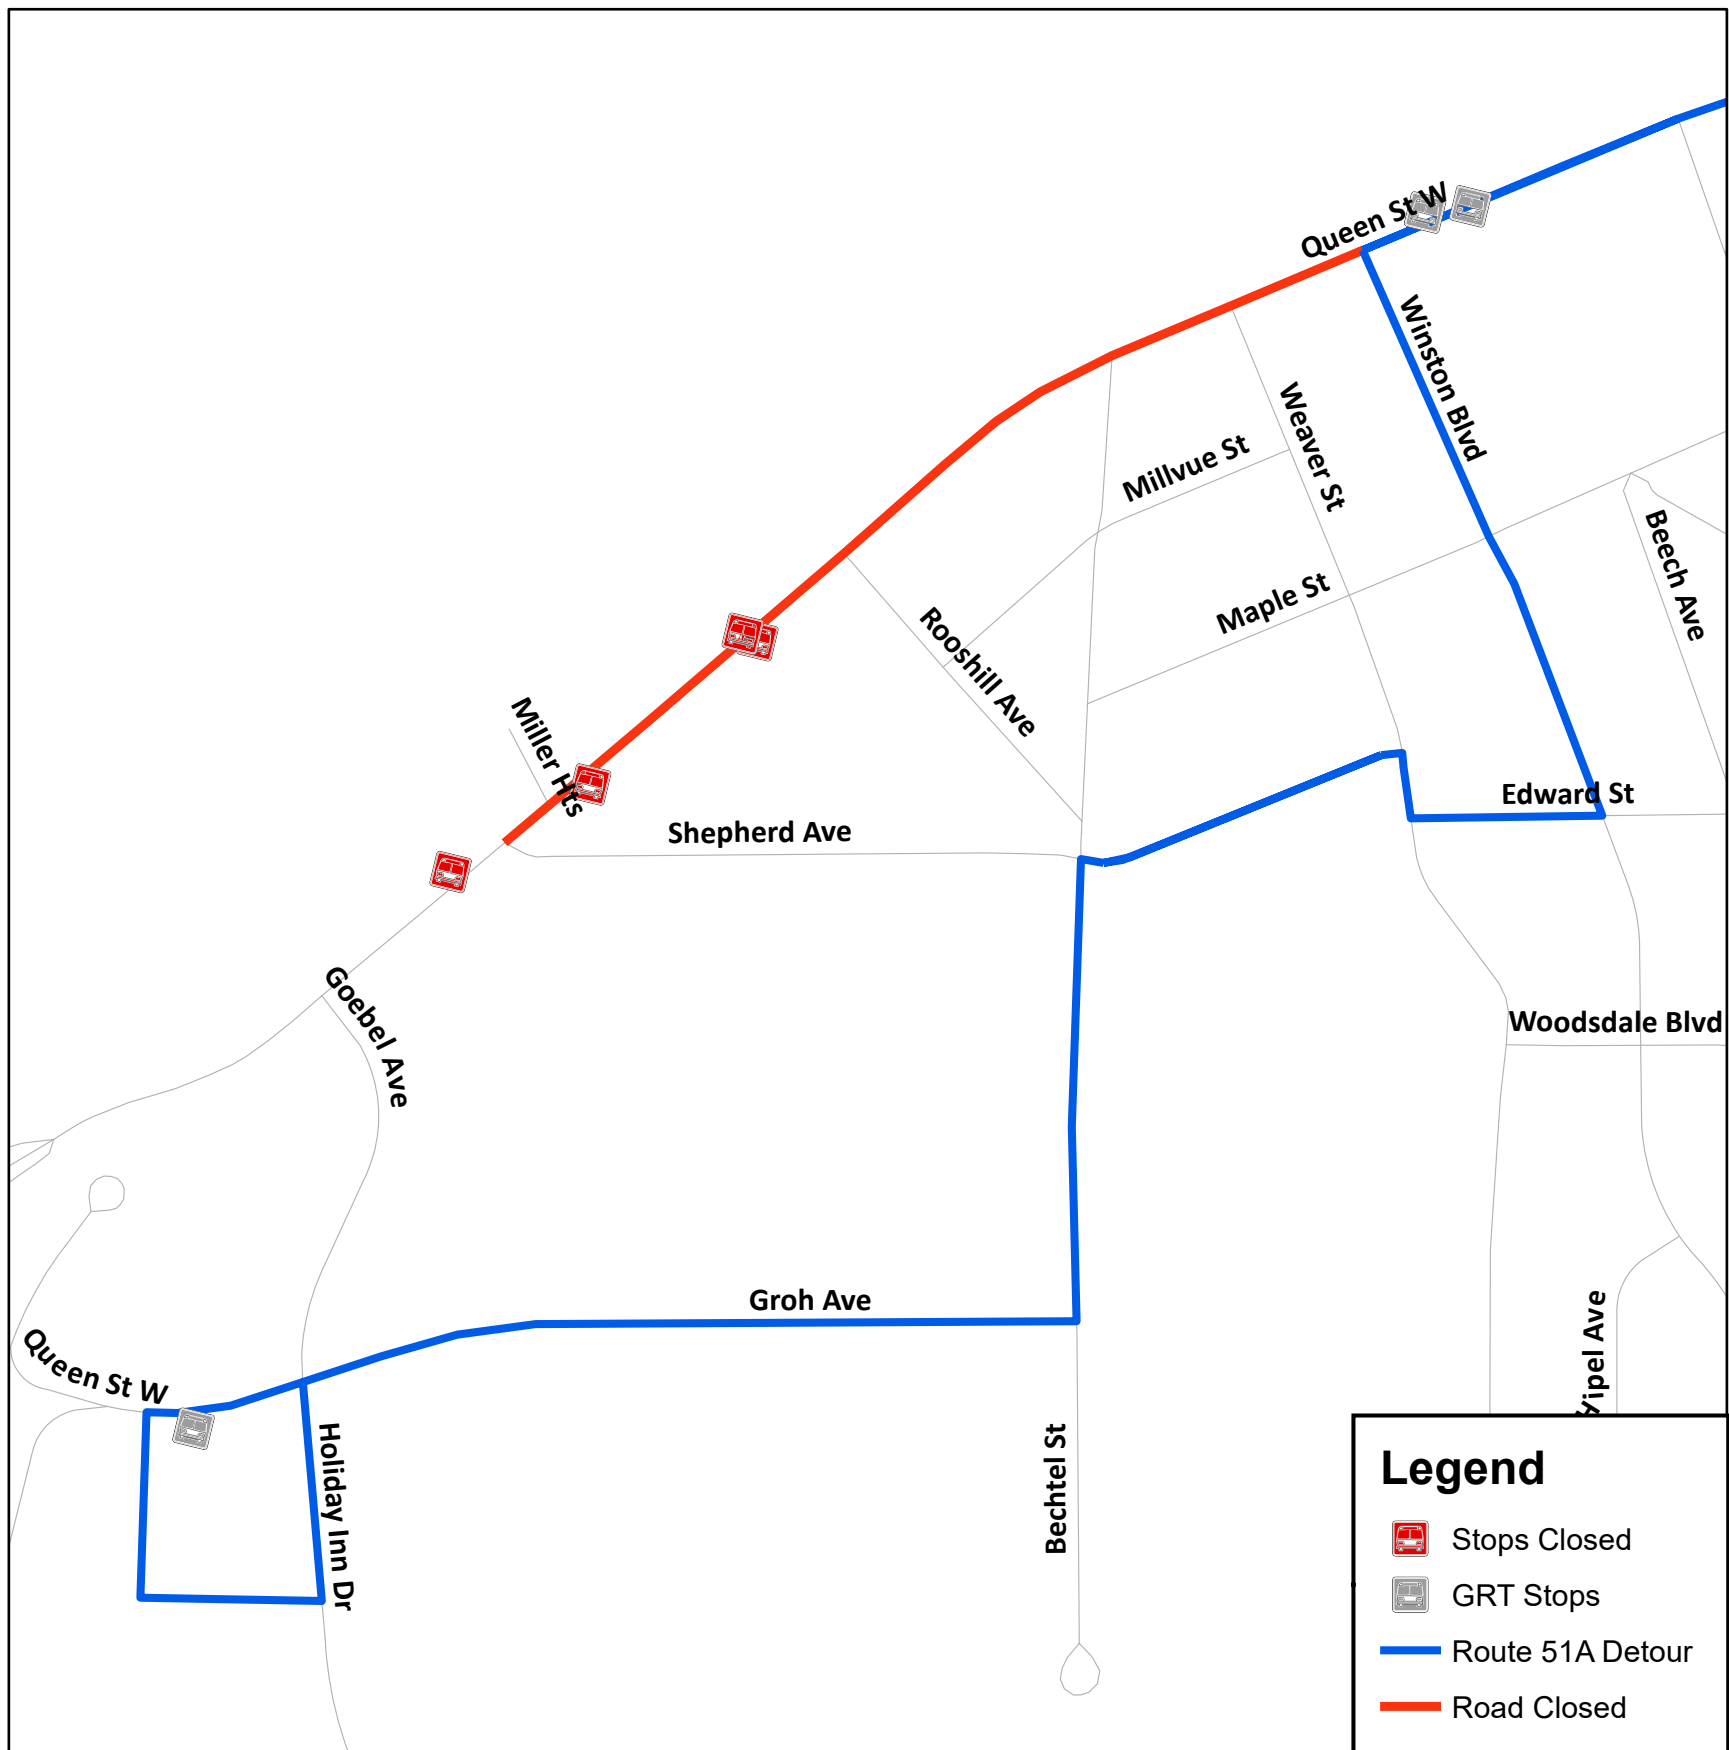 Queen St W
Winston Blvd
Weaver St
Millvue St
Beech Ave
Maple St
Rooshill Ave
Miller Hts
Edward St
Shepherd Ave
Goebel Ave
Woodsdale Blvd
Groh Ave
Queen St W
Holiday Inn Dr
Bechtel St
Hipel Ave
Legend
Stops Closed
GRT Stops
Route 51A Detour
Road Closed